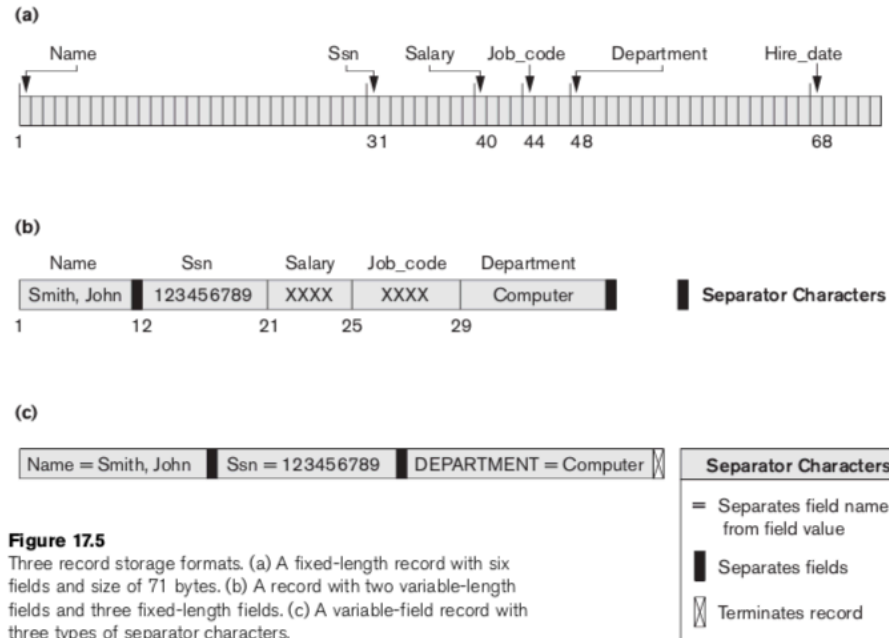 (a)
Name Ssn Salary Job_code Department Hire_date
1 31 40 44 48 68
(b)
Name Ssn Salary Job_code Department
Smith, John 123456789 XXXX XXXX Computer Separator Characters
1 12 21 25 29
(c)
Name = Smith, John Ssn = 123456789 DEPARTMENT = Computer
Separator Characters
= Separates field name
from field value
Separates fields
Terminates record
Figure 17.5
Three record storage formats. (a) A fixed-length record with six
fields and size of 71 bytes. (b) A record with two variable-length
fields and three fixed-length fields. (c) A variable-field record with
three types of separator characters.